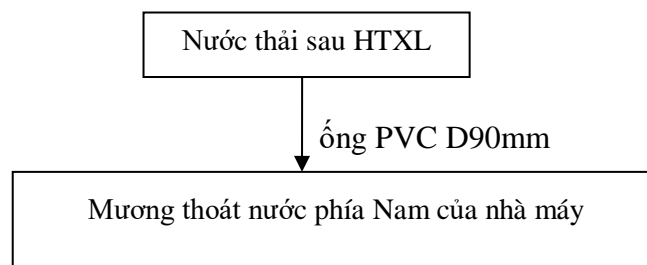 Nước thải sau HTXL
ống PVC D90mm
Mương thoát nước phía Nam của nhà máy